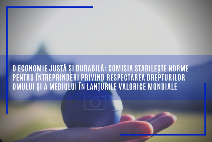 O ECONOMIE JUSTĂ ȘI DURABILĂ: COMISIA STABILEȘTE NORME
PENTRU ÎNTREPRINDERI PRIVIND RESPECTAREA DREPTURILOR
OMULUI ȘI A MEDIULUI ÎN LANȚURILE VALORICE MONDIALE